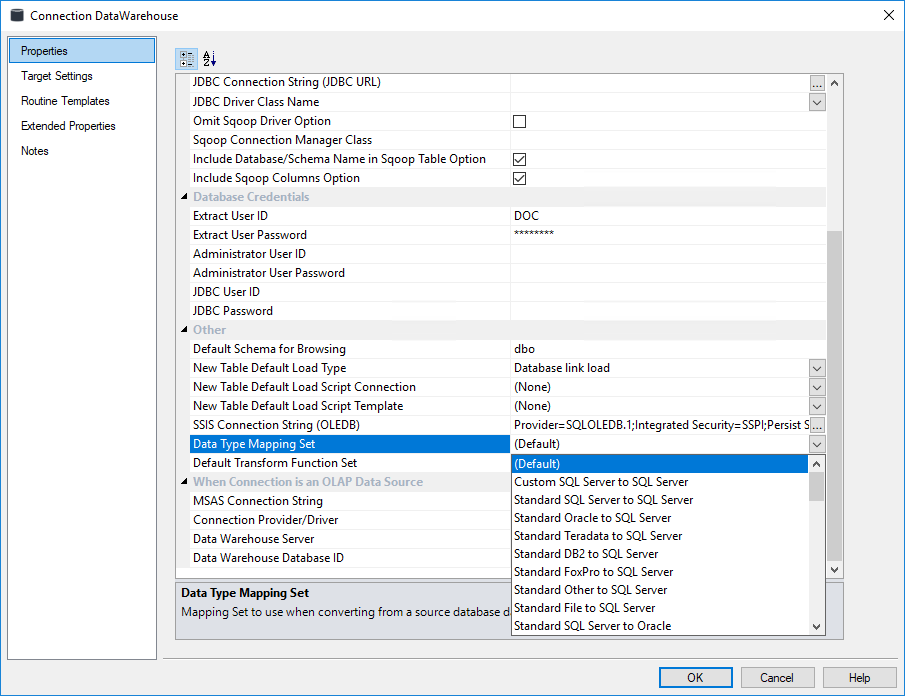 Connection DataWarehouse
Properties
Target Settings
Routine Templates
Extended Properties
Notes
JDBC Connection String (JDBC URL) ...
JDBC Driver Class Name
Omit Sqoop Driver Option
Sqoop Connection Manager Class
Include Database/Schema Name in Sqoop Table Option
Include Sqoop Columns Option
Database Credentials
Extract User ID DOC
Extract User Password ********
Administrator User ID
Administrator User Password
JDBC User ID
JDBC Password
Other
Default Schema for Browsing dbo
New Table Default Load Type Database link load
New Table Default Load Script Connection (None)
New Table Default Load Script Template (None)
SSIS Connection String (OLEDB) Provider=SQLOLEDB.1;Integrated Security=SSPI;Persist S ...
Data Type Mapping Set (Default)
Default Transform Function Set
When Connection is an OLAP Data Source
MSAS Connection String
Connection Provider/Driver
Data Warehouse Server
Data Warehouse Database ID
(Default)
Custom SQL Server to SQL Server
Standard SQL Server to SQL Server
Standard Oracle to SQL Server
Standard Teradata to SQL Server
Standard DB2 to SQL Server
Standard FoxPro to SQL Server
Standard Other to SQL Server
Standard File to SQL Server
Standard SQL Server to Oracle
Data Type Mapping Set
Mapping Set to use when converting from a source database d
OK Cancel Help